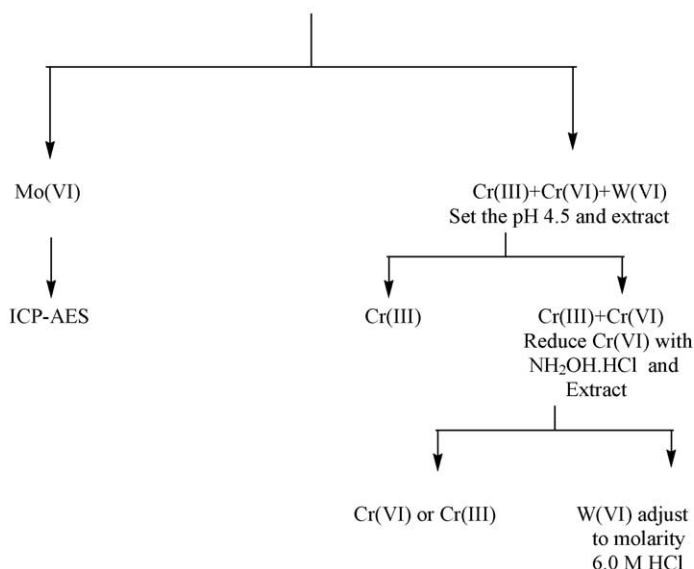 Mo(VI)
Cr(III)+Cr(VI)+W(VI)
Set the pH 4.5 and extract
ICP-AES
Cr(III)
Cr(III)+Cr(VI)
Reduce Cr(VI) with
NH₂OH.HCl and
Extract
Cr(VI) or Cr(III)
W(VI) adjust
to molarity
6.0 M HCl